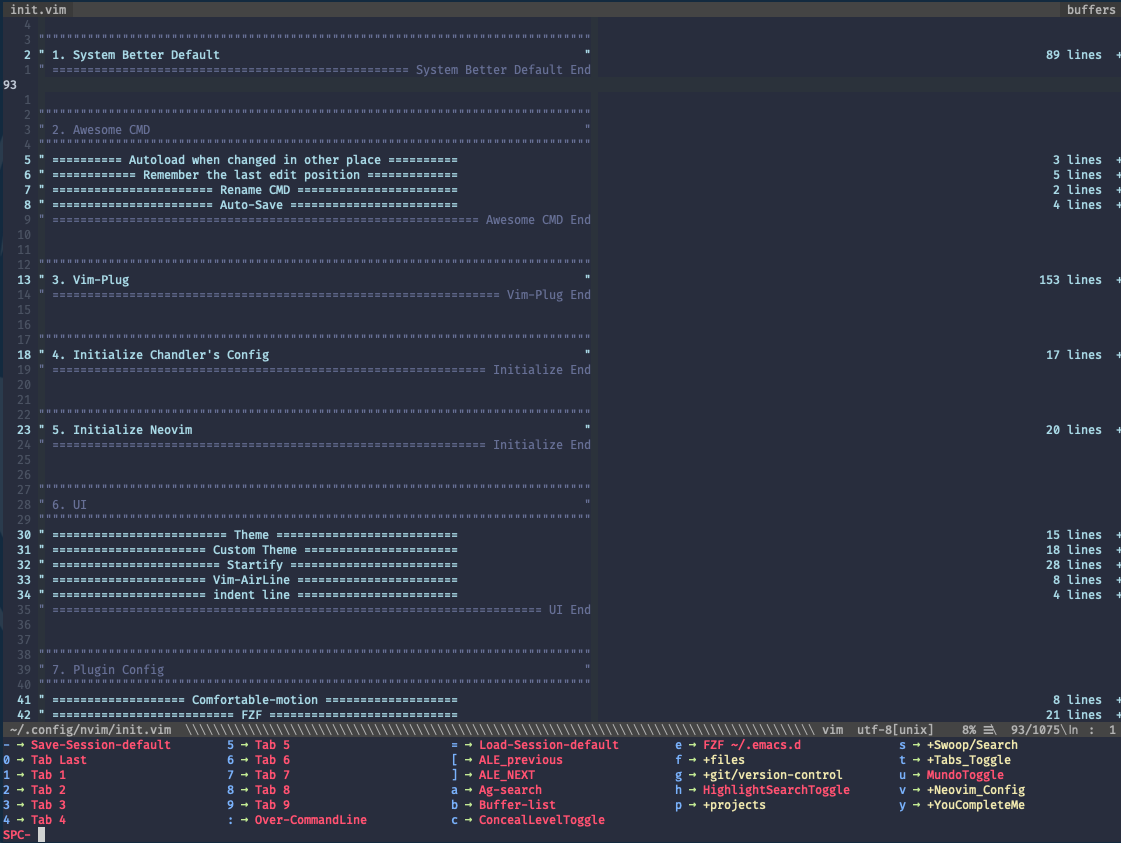 init.vim buffers
4
3 """""""""""""""""""""""""""""""""""""""""""""""""""""""""""""""""""""""""""""""
2 " 1. System Better Default " 89 lines +
1 " =================================================== System Better Default End
93
1
2 """""""""""""""""""""""""""""""""""""""""""""""""""""""""""""""""""""""""""""""
3 " 2. Awesome CMD "
4 """""""""""""""""""""""""""""""""""""""""""""""""""""""""""""""""""""""""""""""
5 " ========== Autoload when changed in other place ========== 3 lines +
6 " ============ Remember the last edit position ============= 5 lines +
7 " ======================= Rename CMD ======================= 2 lines +
8 " ======================= Auto-Save ======================== 4 lines +
9 " ============================================================= Awesome CMD End
10
11
12 """""""""""""""""""""""""""""""""""""""""""""""""""""""""""""""""""""""""""""""
13 " 3. Vim-Plug " 153 lines +
14 " ================================================================ Vim-Plug End
15
16
17 """""""""""""""""""""""""""""""""""""""""""""""""""""""""""""""""""""""""""""""
18 " 4. Initialize Chandler's Config " 17 lines +
19 " ============================================================== Initialize End
20
21
22 """""""""""""""""""""""""""""""""""""""""""""""""""""""""""""""""""""""""""""""
23 " 5. Initialize Neovim " 20 lines +
24 " ============================================================== Initialize End
25
26
27 """""""""""""""""""""""""""""""""""""""""""""""""""""""""""""""""""""""""""""""
28 " 6. UI "
29 """""""""""""""""""""""""""""""""""""""""""""""""""""""""""""""""""""""""""""""
30 " ========================= Theme ========================== 15 lines +
31 " ====================== Custom Theme ====================== 18 lines +
32 " ======================== Startify ======================== 28 lines +
33 " ====================== Vim-AirLine ======================= 8 lines +
34 " ====================== indent line ======================= 4 lines +
35 " ====================================================================== UI End
36
37
38 """""""""""""""""""""""""""""""""""""""""""""""""""""""""""""""""""""""""""""""
39 " 7. Plugin Config "
40 """""""""""""""""""""""""""""""""""""""""""""""""""""""""""""""""""""""""""""""
41 " =================== Comfortable-motion =================== 8 lines +
42 " ========================== FZF =========================== 21 lines +
~/.config/nvim/init.vim \\\\\\\\\\\\\\\\\\\\\\\\\\\\\\\\\\\\\\\\\\\\\\\\\\\\\\\\\\\\\\\\\\\\\\\\\\\\\\\\\\\\\\\\\\ vim utf-8[unix] 8% ☰ 93/1075 ln : 1
- → Save-Session-default 5 → Tab 5 = → Load-Session-default e → FZF ~/.emacs.d s → +Swoop/Search
0 → Tab Last 6 → Tab 6 [ → ALE_previous f → +files t → +Tabs_Toggle
1 → Tab 1 7 → Tab 7 ] → ALE_NEXT g → +git/version-control u → MundoToggle
2 → Tab 2 8 → Tab 8 a → Ag-search h → HighlightSearchToggle v → +Neovim_Config
3 → Tab 3 9 → Tab 9 b → Buffer-list p → +projects y → +YouCompleteMe
4 → Tab 4 : → Over-CommandLine c → ConcealLevelToggle
SPC-